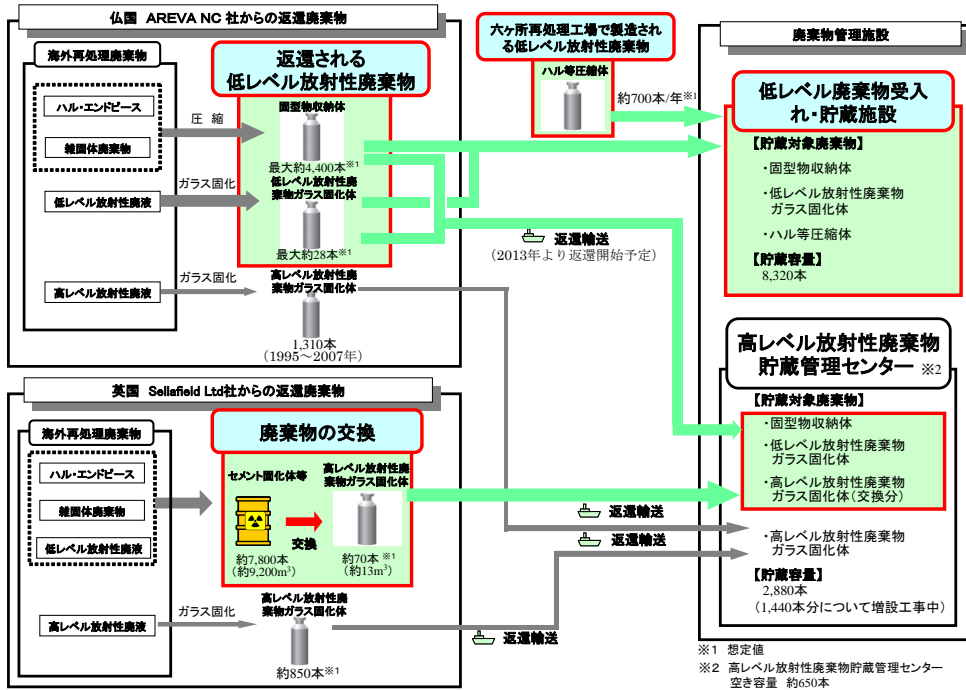 仏国 AREVA NC 社からの返還廃棄物
海外再処理廃棄物
ハル・エンドピース
雑固体廃棄物
低レベル放射性廃液
高レベル放射性廃液
圧 縮
ガラス固化
ガラス固化
返還される
低レベル放射性廃棄物
固型物収納体
最大約4,400本※1
低レベル放射性廃
棄物ガラス固化体
最大約28本※1
高レベル放射性廃
棄物ガラス固化体
1,310本
(1995～2007年)
六ヶ所再処理工場で製造され
る低レベル放射性廃棄物
ハル等圧縮体
約700本/年※1
返還輸送
(2013年より返還開始予定)
英国 Sellafield Ltd社からの返還廃棄物
海外再処理廃棄物
ハル・エンドピース
雑固体廃棄物
低レベル放射性廃液
高レベル放射性廃液
ガラス固化
廃棄物の交換
セメント固化体等
約7,800本
(約9,200m³)
交換
高レベル放射性廃
棄物ガラス固化体
約70本※1
(約13m³)
高レベル放射性廃
棄物ガラス固化体
約850本※1
返還輸送
返還輸送
返還輸送
廃棄物管理施設
低レベル廃棄物受入
れ・貯蔵施設
【貯蔵対象廃棄物】
・固型物収納体
・低レベル放射性廃棄物
ガラス固化体
・ハル等圧縮体
【貯蔵容量】
8,320本
高レベル放射性廃棄物
貯蔵管理センター ※2
【貯蔵対象廃棄物】
・固型物収納体
・低レベル放射性廃棄物
ガラス固化体
・高レベル放射性廃棄物
ガラス固化体(交換分)
・高レベル放射性廃棄物
ガラス固化体
【貯蔵容量】
2,880本
(1,440本分について増設工事中)
※1 想定値
※2 高レベル放射性廃棄物貯蔵管理センター
空き容量 約650本